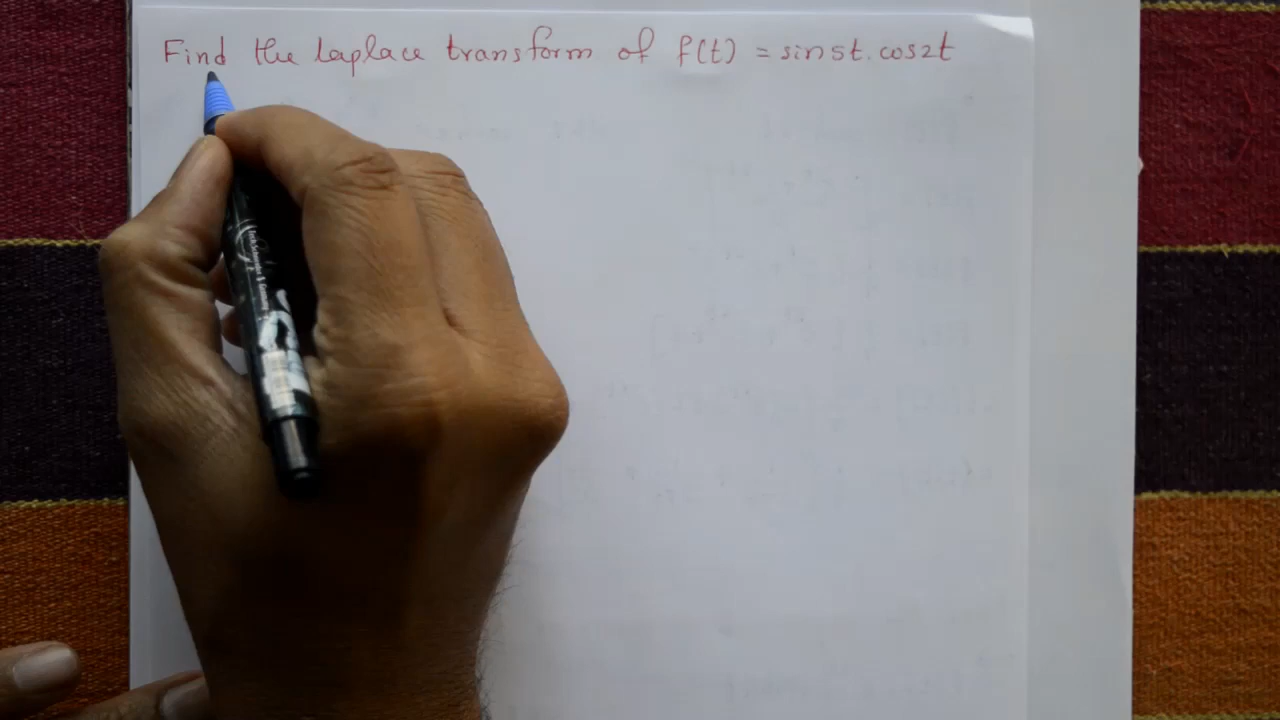 Find the laplace transform of f(t) = sin5t.cos2t